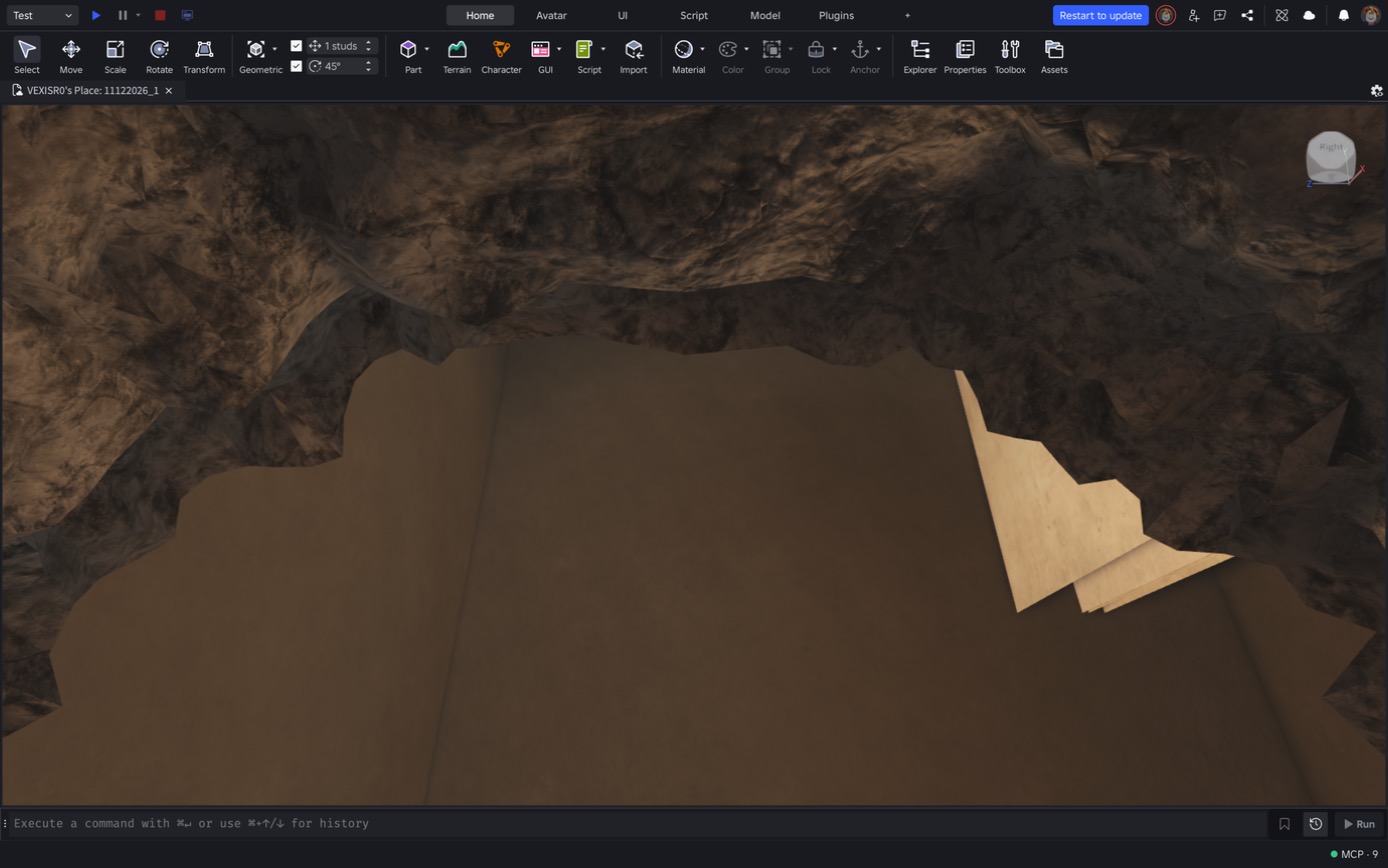 Test
Home
Avatar
UI
Script
Model
Plugins
+
Restart to update
Select
Move
Scale
Rotate
Transform
Geometric
1 studs
45°
Part
Terrain
Character
GUI
Script
Import
Material
Color
Group
Lock
Anchor
Explorer
Properties
Toolbox
Assets
VEXISR0's Place: 11122026_1
Right
X
Z
Execute a command with ⌘↵ or use ⌘+↑/↓ for history
Run
MCP · 9